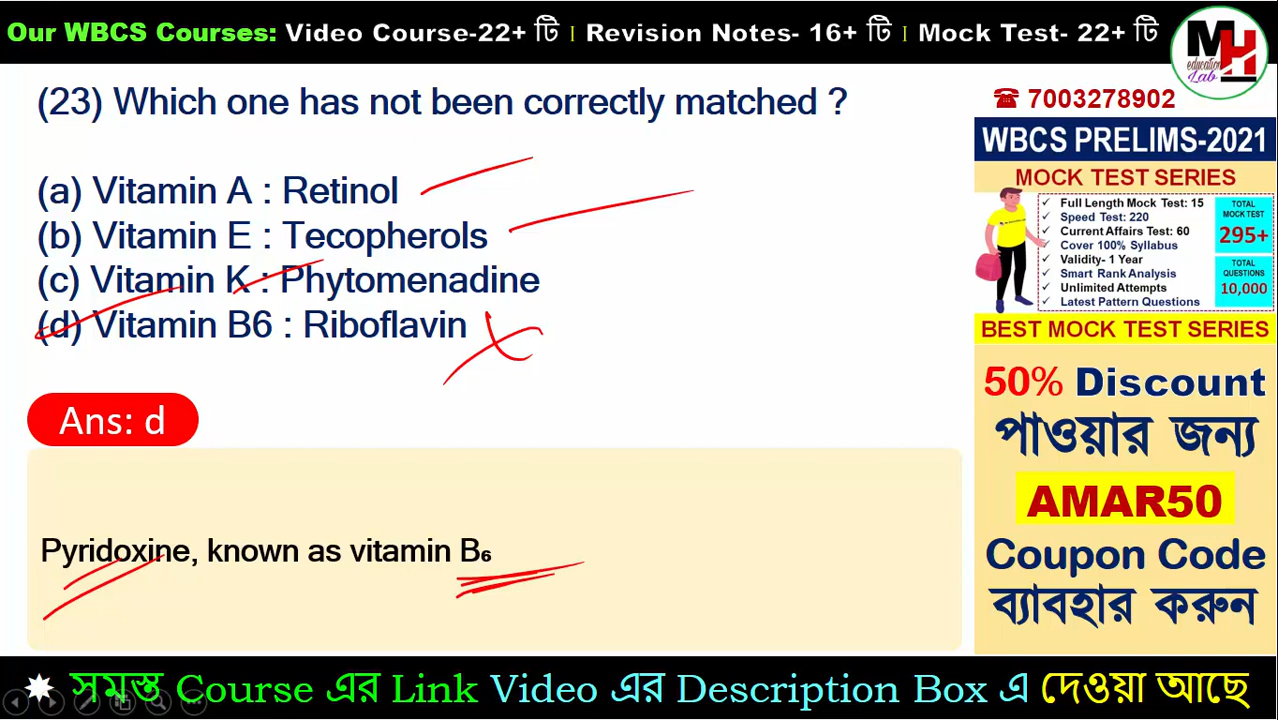 Our WBCS Courses: Video Course-22+ টি । Revision Notes- 16+ টি । Mock Test- 22+ টি
MH
education
Lab
(23) Which one has not been correctly matched ?
(a) Vitamin A : Retinol
(b) Vitamin E : Tecopherols
(c) Vitamin K : Phytomenadine
(d) Vitamin B6 : Riboflavin
Ans: d
Pyridoxine, known as vitamin B₆
☎ 7003278902
WBCS PRELIMS-2021
MOCK TEST SERIES
✓ Full Length Mock Test: 15
✓ Speed Test: 220
✓ Current Affairs Test: 60
✓ Cover 100% Syllabus
✓ Validity- 1 Year
✓ Smart Rank Analysis
✓ Unlimited Attempts
✓ Latest Pattern Questions
TOTAL
MOCK TEST
295+
TOTAL
QUESTIONS
10,000
BEST MOCK TEST SERIES
50% Discount
পাওয়ার জন্য
AMAR50
Coupon Code
ব্যাবহার করুন
সমস্ত Course এর Link Video এর Description Box এ দেওয়া আছে